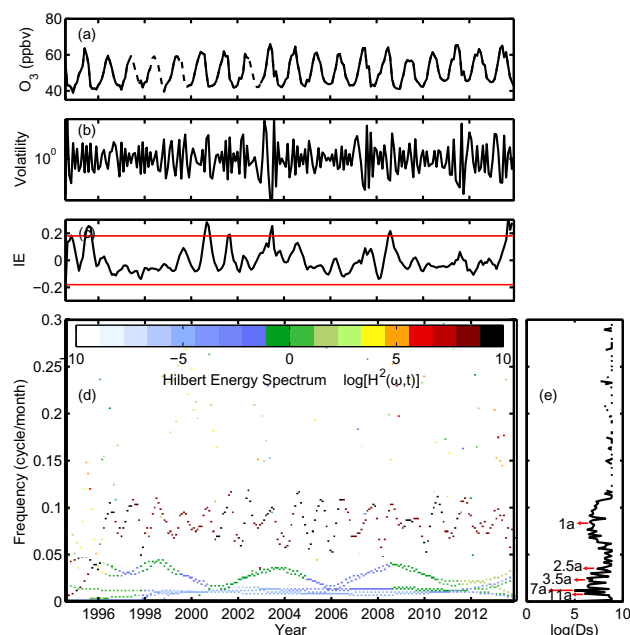 80
60
40
O3 (ppbv)
(a)
Volatility
10^0
(b)
0.2
0
−0.2
IE
(c)
0.3
0.25
0.2
0.15
0.1
0.05
0
Frequency (cycle/month)
−10 −5 0 5 10
Hilbert Energy Spectrum log[H^2(ω,t)]
(d)
1996 1998 2000 2002 2004 2006 2008 2010 2012
Year
(e)
1a
2.5a
3.5a
7a
11a
0 5 10
log(Ds)